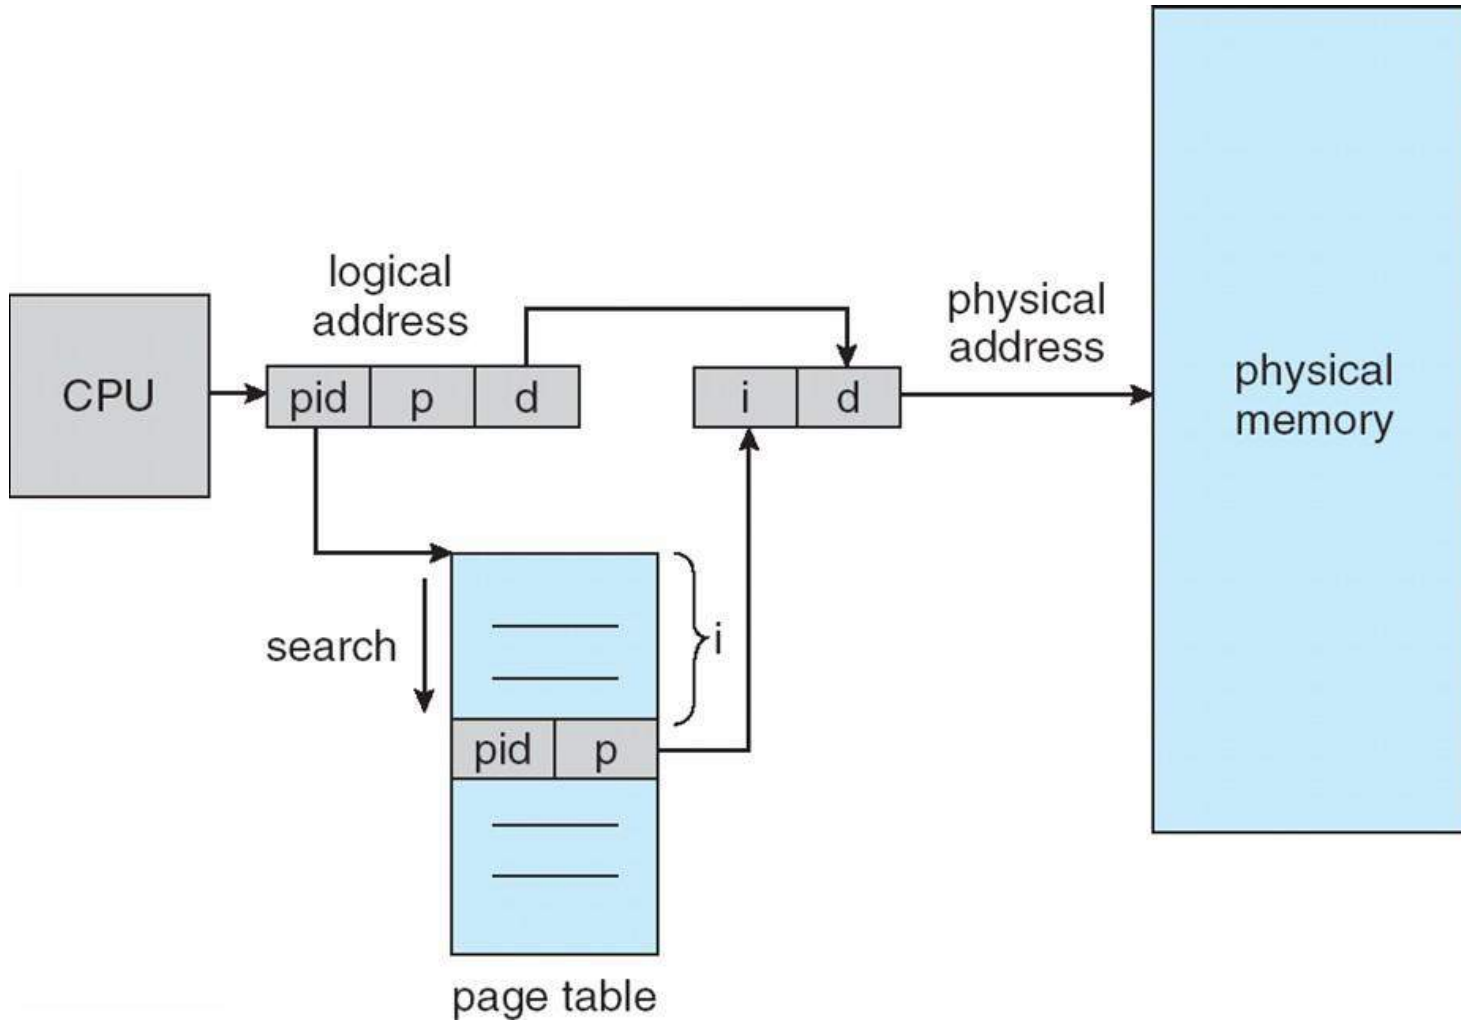 logical
address
physical
address
CPU
pid p d
i d
physical
memory
search
i
pid p
page table